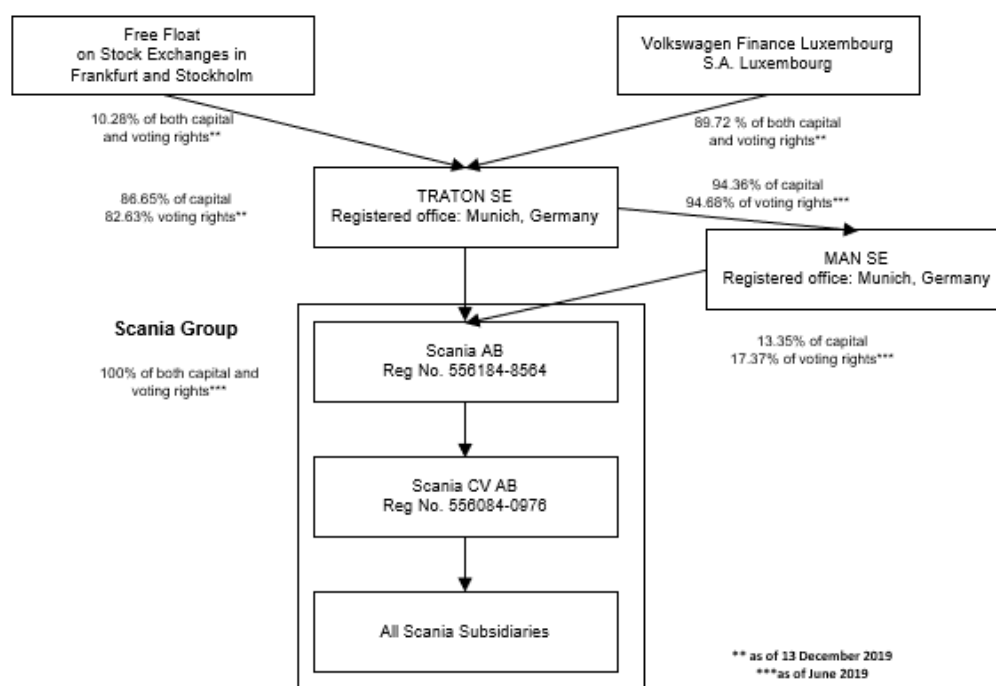 Free Float
on Stock Exchanges in
Frankfurt and Stockholm
Volkswagen Finance Luxembourg
S.A. Luxembourg
10.28% of both capital
and voting rights**
89.72 % of both capital
and voting rights**
86.65% of capital
82.63% voting rights**
TRATON SE
Registered office: Munich, Germany
94.36% of capital
94.68% of voting rights***
MAN SE
Registered office: Munich, Germany
13.35% of capital
17.37% of voting rights***
Scania Group
100% of both capital and
voting rights***
Scania AB
Reg No. 556184-8564
Scania CV AB
Reg No. 556084-0976
All Scania Subsidiaries
** as of 13 December 2019
***as of June 2019